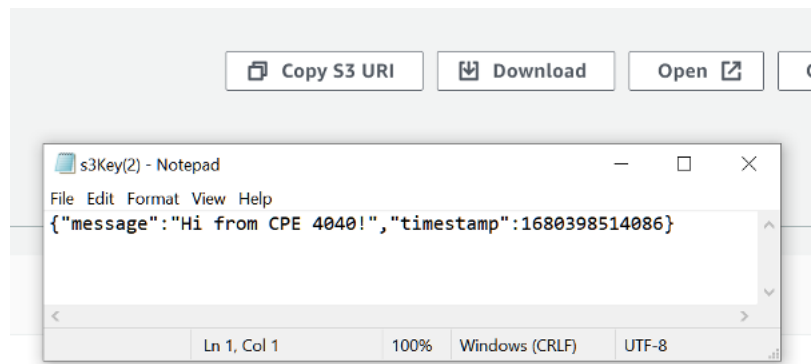 Copy S3 URI
Download
Open
s3Key(2) - Notepad
File Edit Format View Help
{"message":"Hi from CPE 4040!","timestamp":1680398514086}
Ln 1, Col 1
100%
Windows (CRLF)
UTF-8